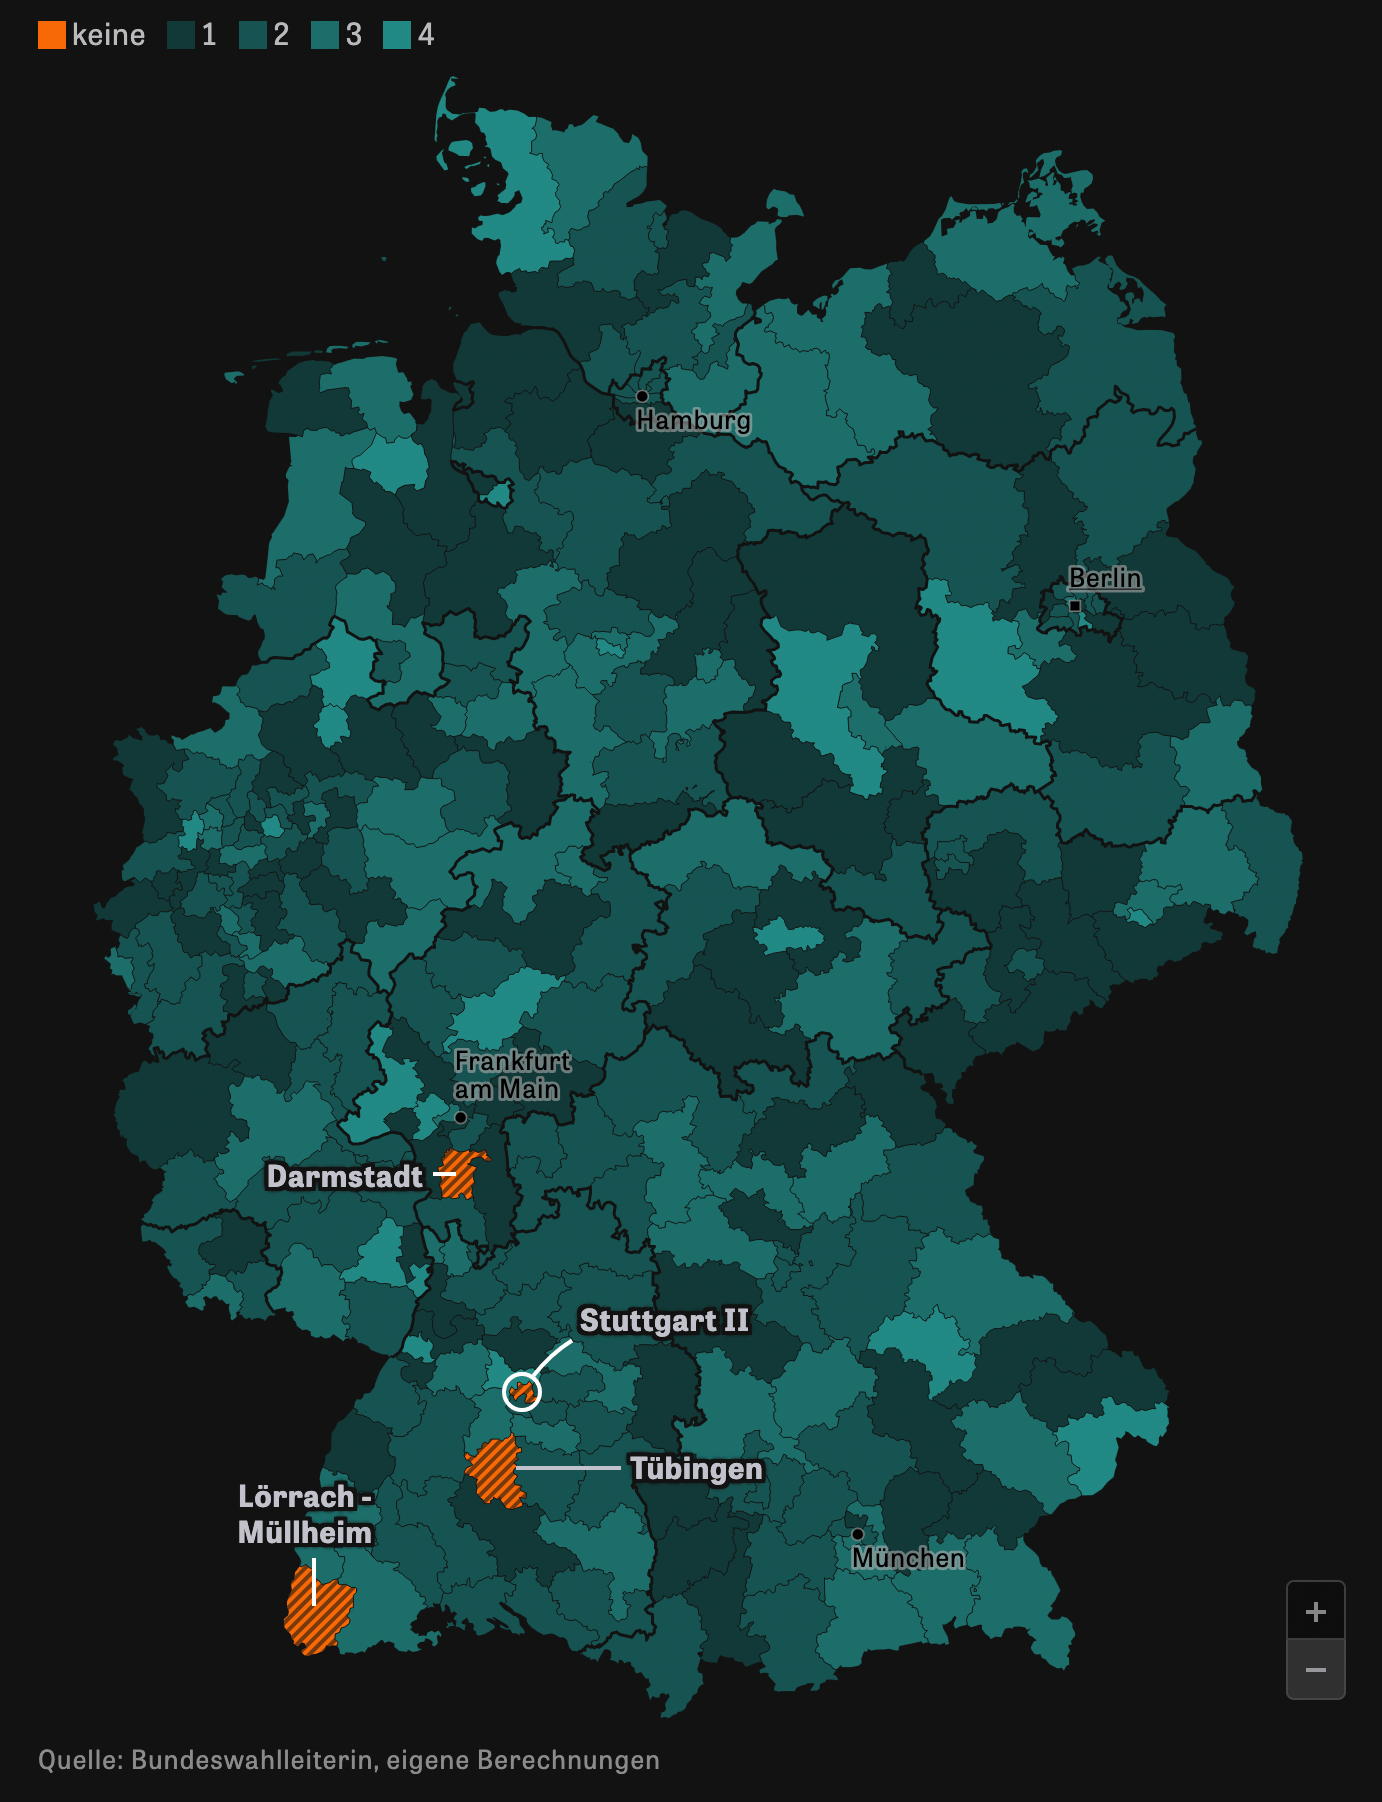 keine 1 2 3 4
Hamburg
Berlin
Frankfurt
am Main
Darmstadt
Stuttgart II
Tübingen
Lörrach -
Müllheim
München
+
−
Quelle: Bundeswahlleiterin, eigene Berechnungen